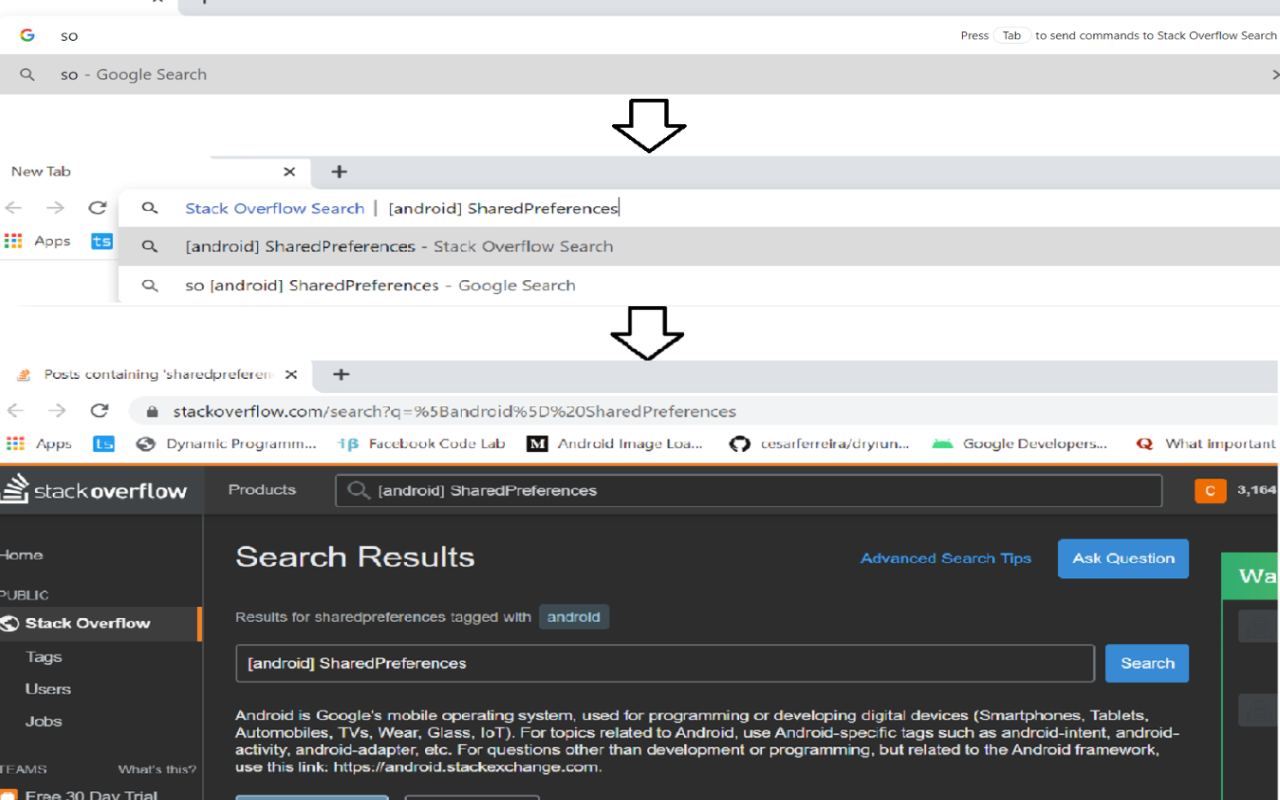 so Press Tab to send commands to Stack Overflow Search
so - Google Search
New Tab
Stack Overflow Search | [android] SharedPreferences
Apps ts [android] SharedPreferences - Stack Overflow Search
so [android] SharedPreferences - Google Search
Posts containing 'sharedpreferen
stackoverflow.com/search?q=%5Bandroid%5D%20SharedPreferences
Apps ts Dynamic Programm... iβ Facebook Code Lab M Android Image Loa... cesarferreira/dryrun... Google Developers... Q What important
stackoverflow Products [android] SharedPreferences C 3,164
Home
Search Results Advanced Search Tips Ask Question
Wa
PUBLIC
Results for sharedpreferences tagged with android
Stack Overflow
Tags
[android] SharedPreferences Search
Users
Jobs
Android is Google's mobile operating system, used for programming or developing digital devices (Smartphones, Tablets,
Automobiles, TVs, Wear, Glass, IoT). For topics related to Android, use Android-specific tags such as android-intent, android-
activity, android-adapter, etc. For questions other than development or programming, but related to the Android framework,
use this link: https://android.stackexchange.com.
TEAMS What's this?
Free 30 Day Trial